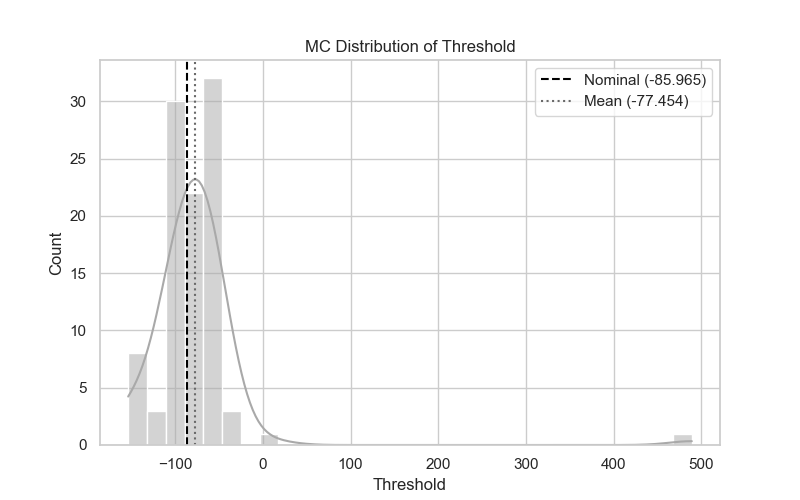 MC Distribution of Threshold
Nominal (-85.965)
Mean (-77.454)
Count
30
25
20
15
10
5
0
−100
0
100
200
300
400
500
Threshold